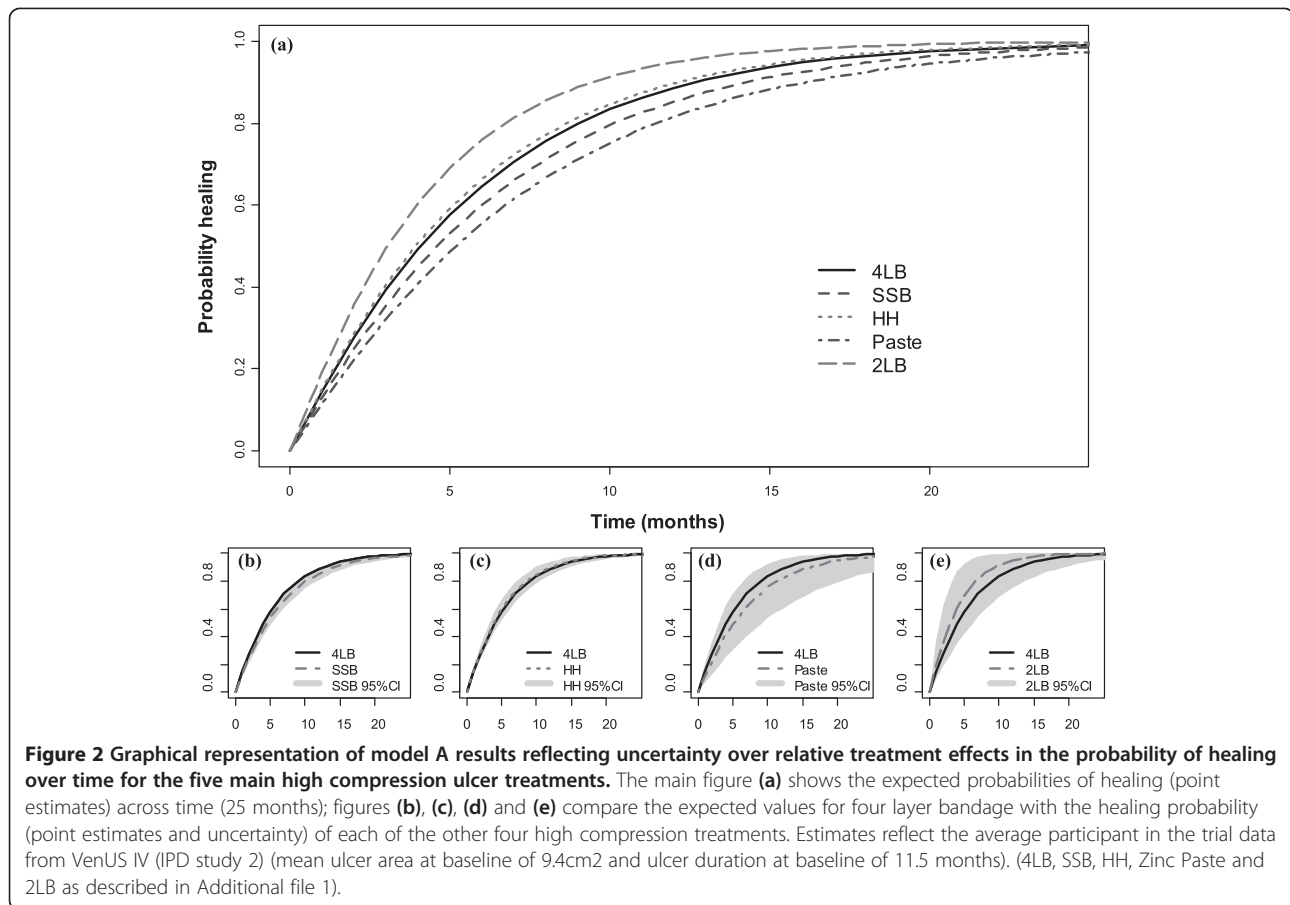 (a)
1.0
0.8
0.6
0.4
0.2
0.0
Probability healing
4LB
SSB
HH
Paste
2LB
0 5 10 15 20
Time (months)
(b)
0.8
0.4
0.0
4LB
SSB
SSB 95%CI
0 5 10 15 20
(c)
0.8
0.4
0.0
4LB
HH
HH 95%CI
0 5 10 15 20
(d)
0.8
0.4
0.0
4LB
Paste
Paste 95%CI
0 5 10 15 20
(e)
0.8
0.4
0.0
4LB
2LB
2LB 95%CI
0 5 10 15 20
Figure 2 Graphical representation of model A results reflecting uncertainty over relative treatment effects in the probability of healing
over time for the five main high compression ulcer treatments. The main figure (a) shows the expected probabilities of healing (point
estimates) across time (25 months); figures (b), (c), (d) and (e) compare the expected values for four layer bandage with the healing probability
(point estimates and uncertainty) of each of the other four high compression treatments. Estimates reflect the average participant in the trial data
from VenUS IV (IPD study 2) (mean ulcer area at baseline of 9.4cm2 and ulcer duration at baseline of 11.5 months). (4LB, SSB, HH, Zinc Paste and
2LB as described in Additional file 1).